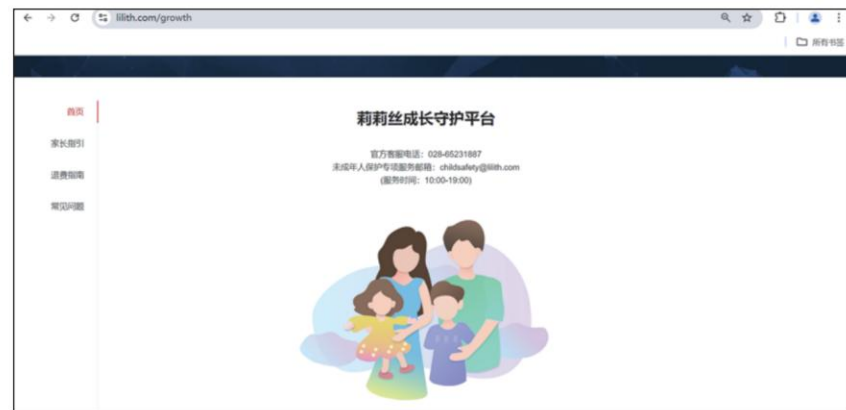 lilith.com/growth
所有书签
首页
家长指引
退费指南
常见问题
莉莉丝成长守护平台
官方客服电话：028-65231887
未成年人保护专项服务邮箱：childsafety@lilith.com
(服务时间：10:00-19:00)